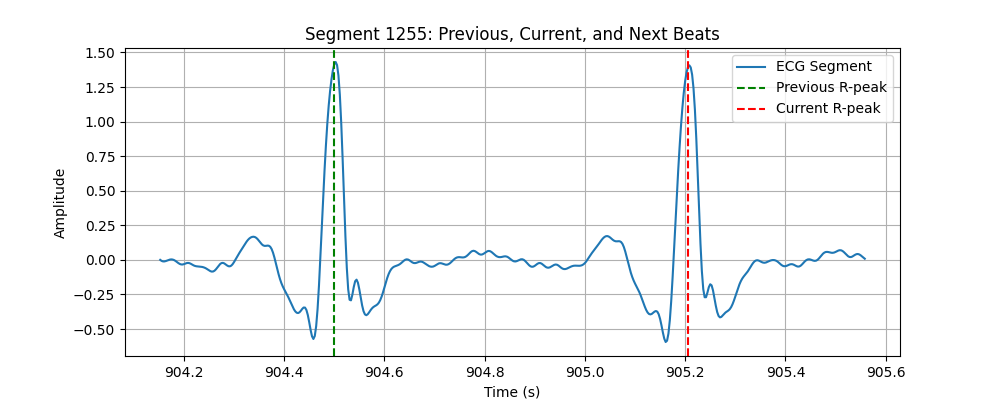 Segment 1255: Previous, Current, and Next Beats
1.50
1.25
1.00
0.75
0.50
0.25
0.00
−0.25
−0.50
Amplitude
ECG Segment
Previous R-peak
Current R-peak
904.2 904.4 904.6 904.8 905.0 905.2 905.4 905.6
Time (s)